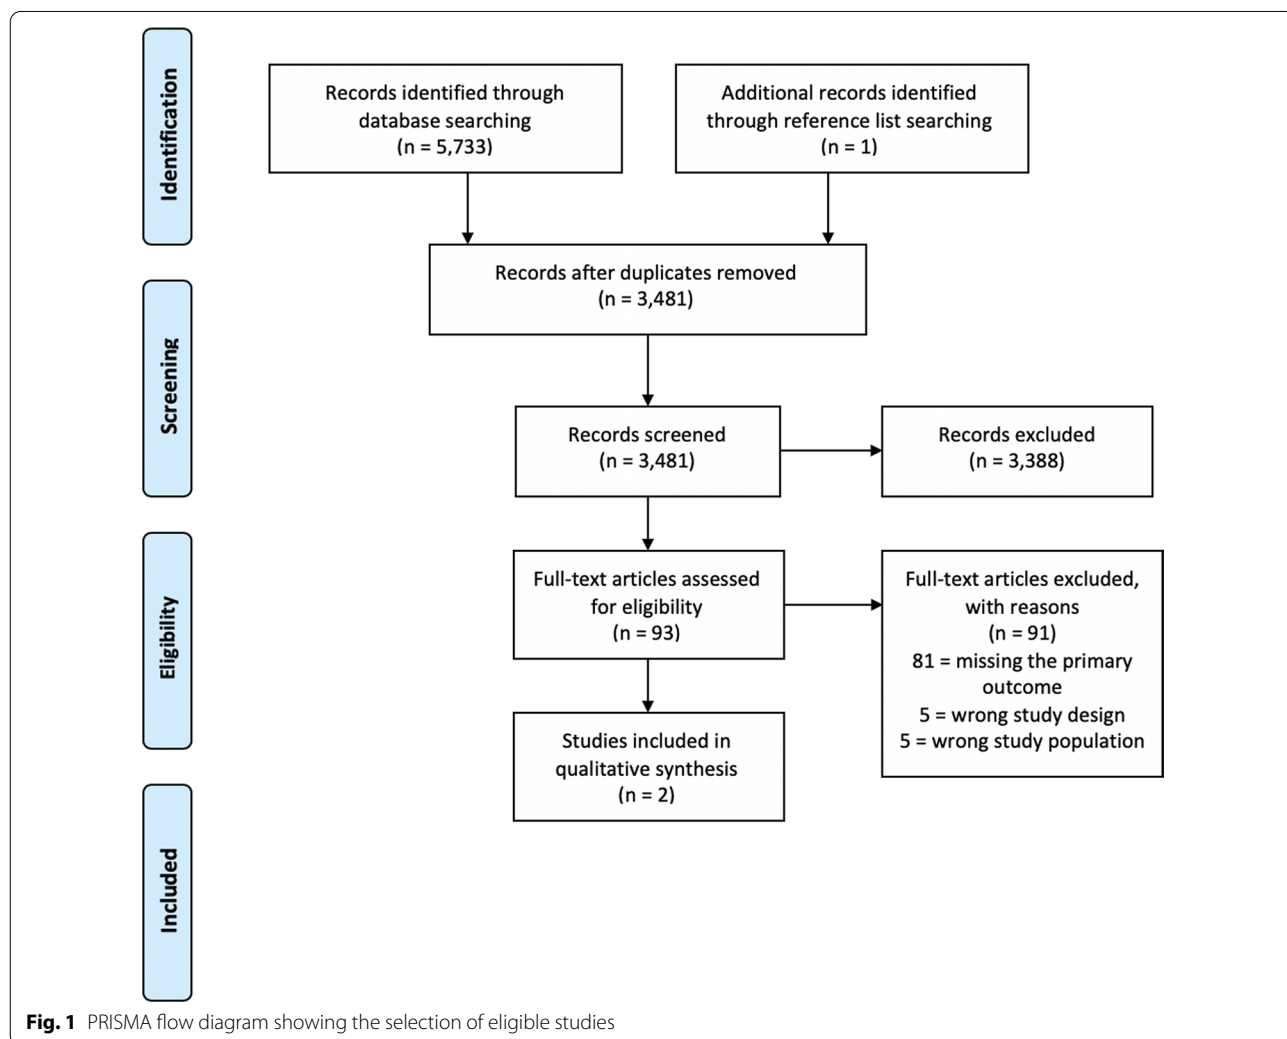 Identification
Records identified through
database searching
(n = 5,733)
Additional records identified
through reference list searching
(n = 1)
Records after duplicates removed
(n = 3,481)
Screening
Records screened
(n = 3,481)
Records excluded
(n = 3,388)
Eligibility
Full-text articles assessed
for eligibility
(n = 93)
Full-text articles excluded,
with reasons
(n = 91)
81 = missing the primary
outcome
5 = wrong study design
5 = wrong study population
Studies included in
qualitative synthesis
(n = 2)
Included
Fig. 1 PRISMA flow diagram showing the selection of eligible studies